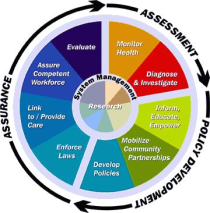 ASSESSMENT
POLICY DEVELOPMENT
ASSURANCE
Monitor
Health
Diagnose
& Investigate
Inform,
Educate,
Empower
Mobilize
Community
Partnerships
Develop
Policies
Enforce
Laws
Link
to / Provide
Care
Assure
Competent
Workforce
Evaluate
System Management
Research